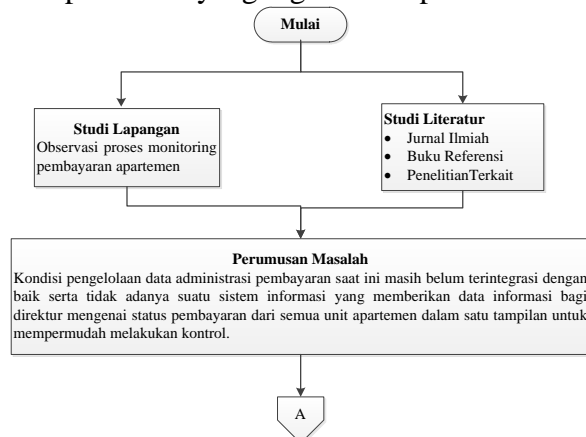 Mulai
Studi Lapangan
Observasi proses monitoring
pembayaran apartemen
Studi Literatur
• Jurnal Ilmiah
• Buku Referensi
• PenelitianTerkait
Perumusan Masalah
Kondisi pengelolaan data administrasi pembayaran saat ini masih belum terintegrasi dengan
baik serta tidak adanya suatu sistem informasi yang memberikan data informasi bagi
direktur mengenai status pembayaran dari semua unit apartemen dalam satu tampilan untuk
mempermudah melakukan kontrol.
A